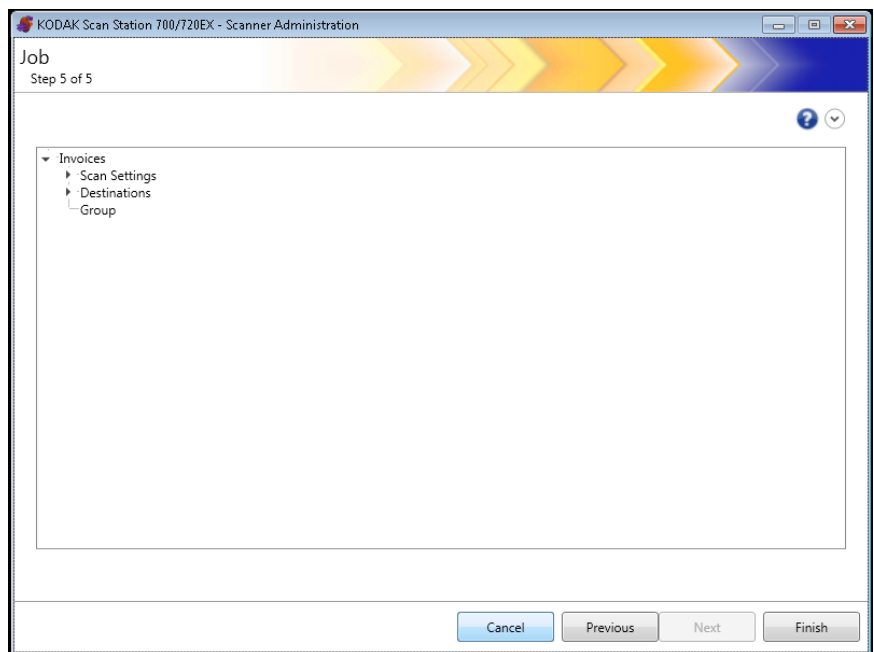 KODAK Scan Station 700/720EX - Scanner Administration
Job
Step 5 of 5
?
Invoices
Scan Settings
Destinations
Group
Cancel Previous Next Finish